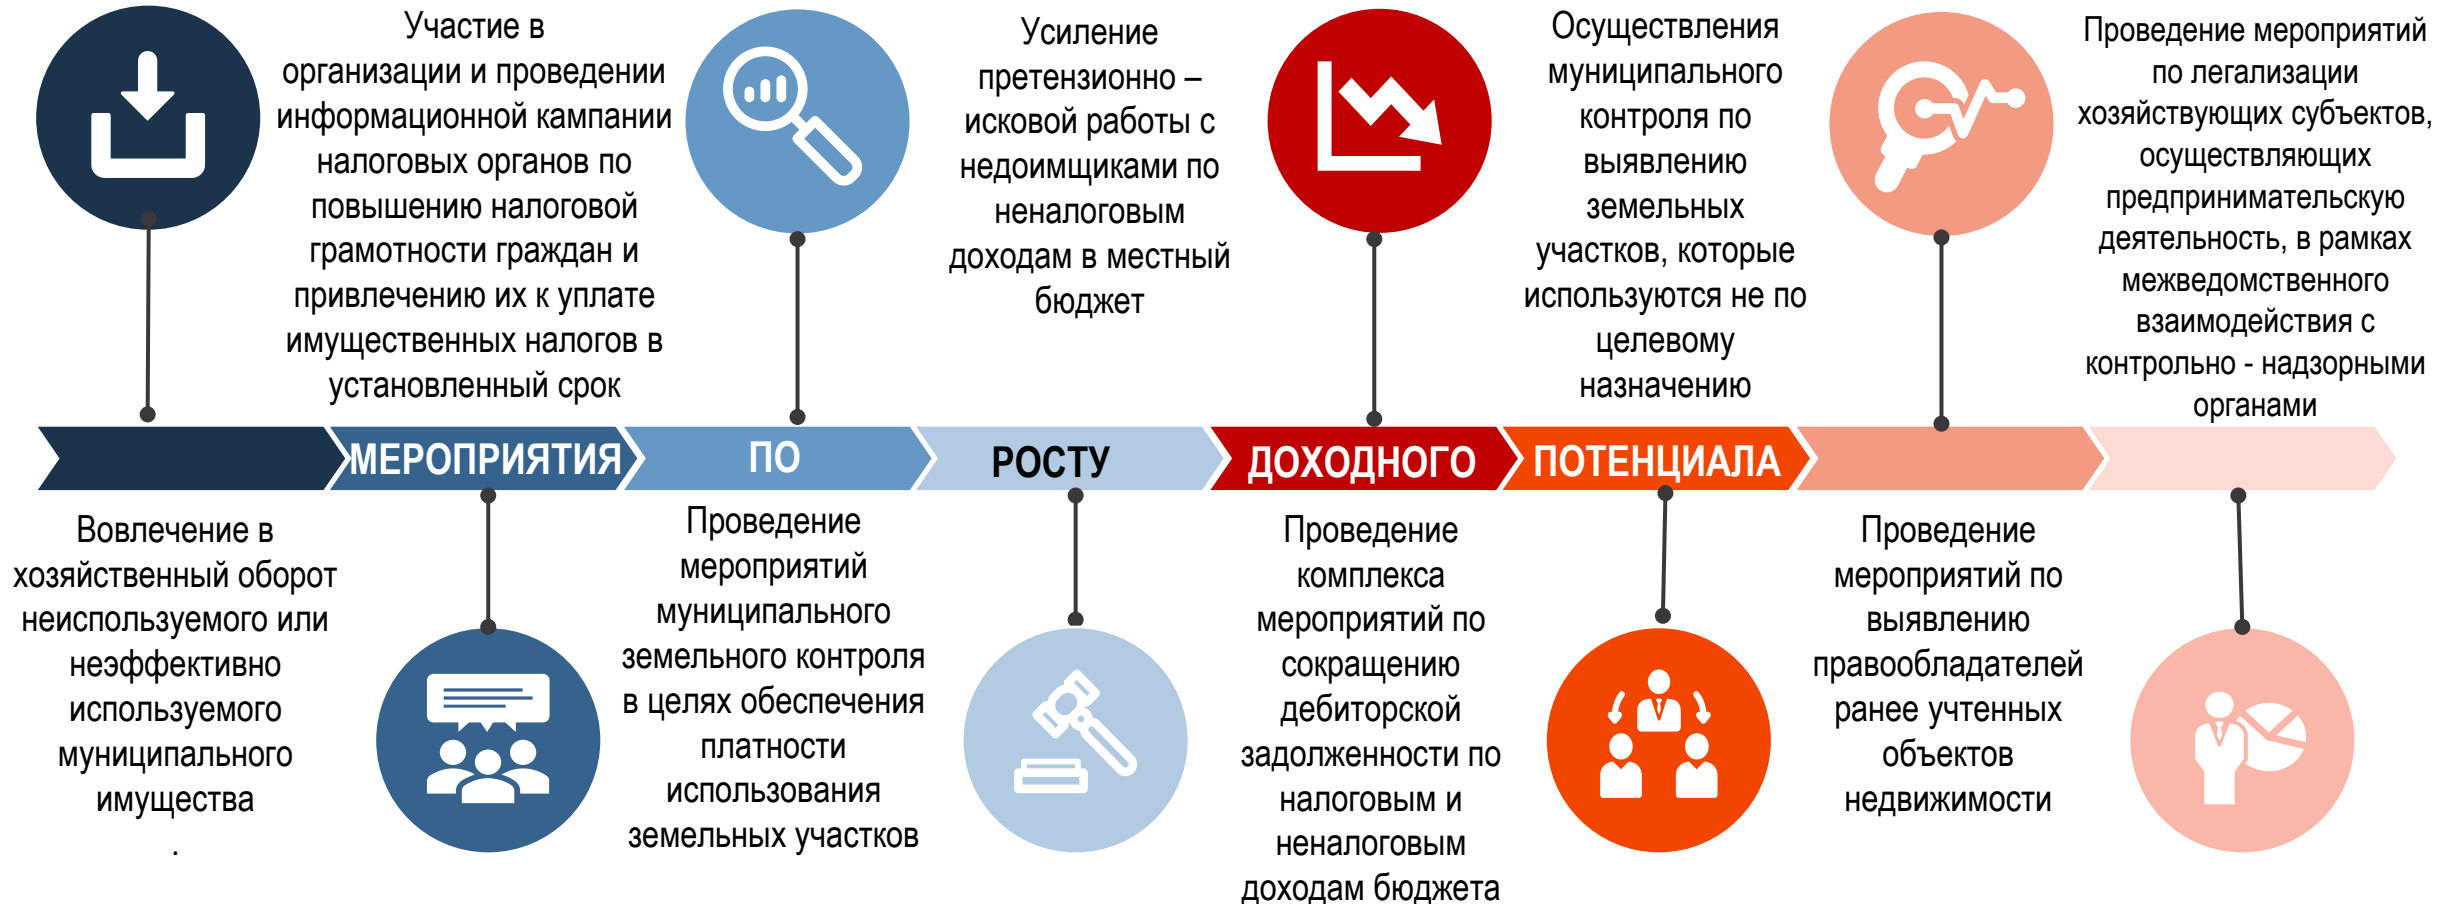 Участие в
организации и проведении
информационной кампании
налоговых органов по
повышению налоговой
грамотности граждан и
привлечению их к уплате
имущественных налогов в
установленный срок
Усиление
претензионно –
исковой работы с
недоимщиками по
неналоговым
доходам в местный
бюджет
Осуществления
муниципального
контроля по
выявлению
земельных
участков, которые
используются не по
целевому
назначению
Проведение мероприятий
по легализации
хозяйствующих субъектов,
осуществляющих
предпринимательскую
деятельность, в рамках
межведомственного
взаимодействия с
контрольно - надзорными
органами
МЕРОПРИЯТИЯ ПО РОСТУ ДОХОДНОГО ПОТЕНЦИАЛА
Вовлечение в
хозяйственный оборот
неиспользуемого или
неэффективно
используемого
муниципального
имущества
.
Проведение
мероприятий
муниципального
земельного контроля
в целях обеспечения
платности
использования
земельных участков
Проведение
комплекса
мероприятий по
сокращению
дебиторской
задолженности по
налоговым и
неналоговым
доходам бюджета
Проведение
мероприятий по
выявлению
правообладателей
ранее учтенных
объектов
недвижимости